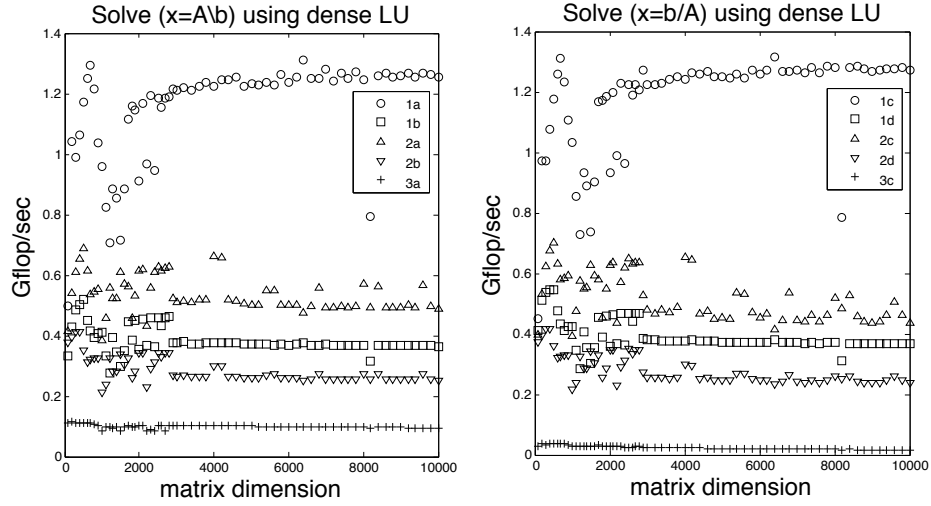 Solve (x=A\b) using dense LU
1.4
1.2
1
0.8
0.6
0.4
0.2
0
Gflop/sec
1a
1b
2a
2b
3a
0 2000 4000 6000 8000 10000
matrix dimension
Solve (x=b/A) using dense LU
1.4
1.2
1
0.8
0.6
0.4
0.2
0
1c
1d
2c
2d
3c
0 2000 4000 6000 8000 10000
matrix dimension